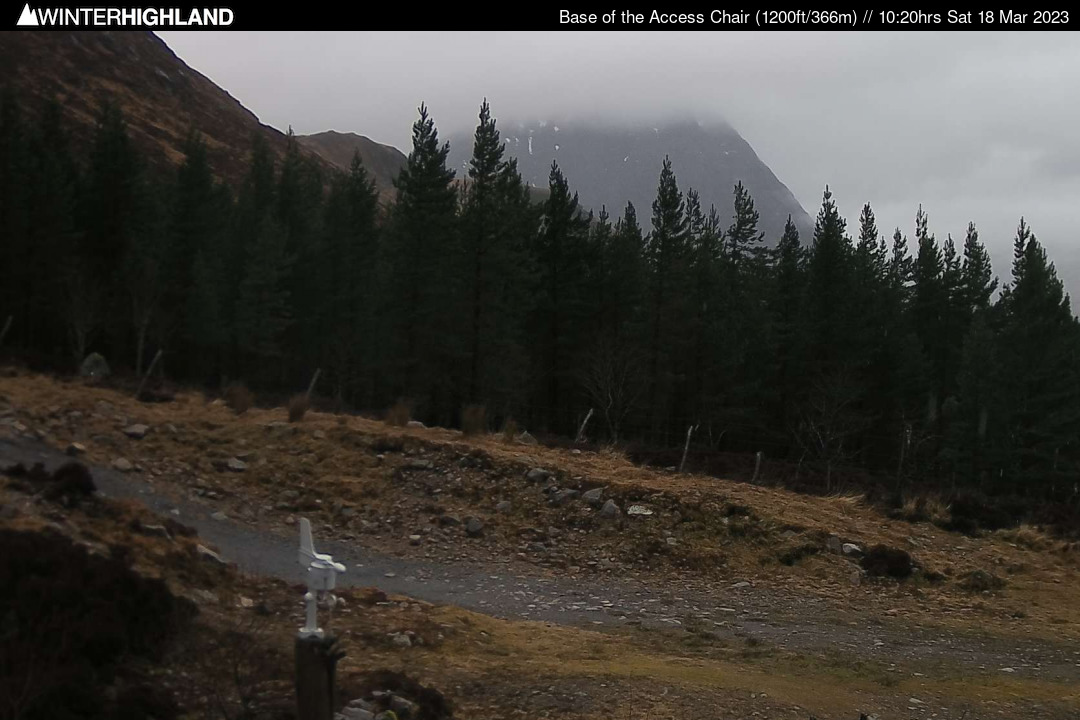 WINTERHIGHLAND
Base of the Access Chair (1200ft/366m) // 10:20hrs Sat 18 Mar 2023